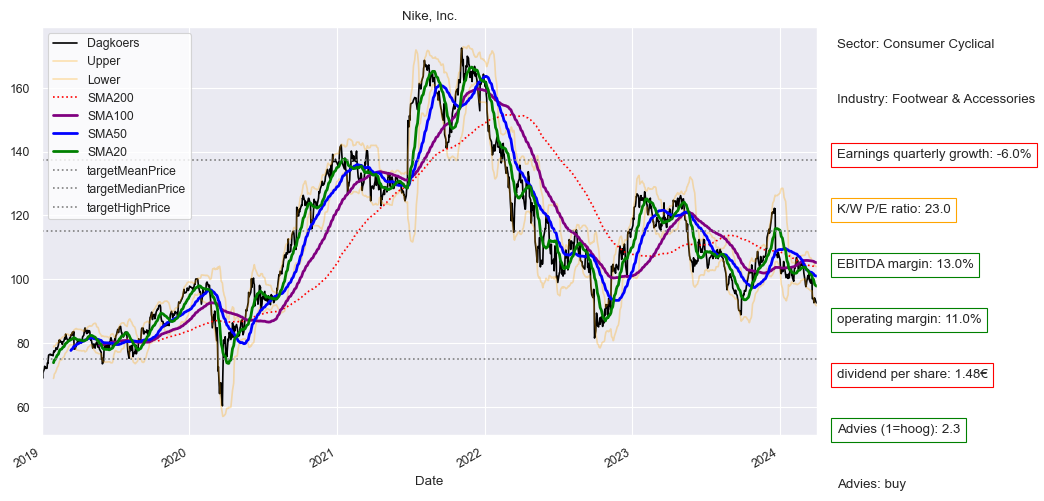 Nike, Inc.
Dagkoers
Upper
Lower
SMA200
SMA100
SMA50
SMA20
targetMeanPrice
targetMedianPrice
targetHighPrice
160
140
120
100
80
60
2019
2020
2021
2022
2023
2024
Date
Sector: Consumer Cyclical
Industry: Footwear & Accessories
Earnings quarterly growth: -6.0%
K/W P/E ratio: 23.0
EBITDA margin: 13.0%
operating margin: 11.0%
dividend per share: 1.48€
Advies (1=hoog): 2.3
Advies: buy